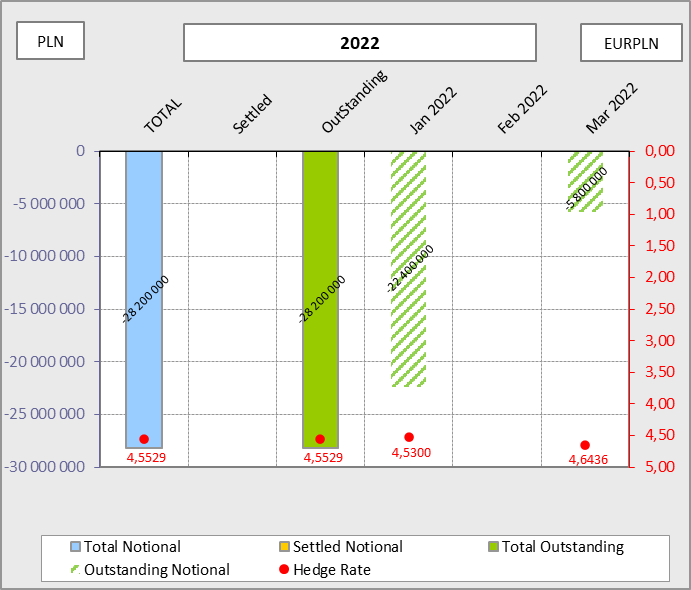 PLN
2022
EURPLN
TOTAL
Settled
OutStanding
Jan 2022
Feb 2022
Mar 2022
0
-5 000 000
-10 000 000
-15 000 000
-20 000 000
-25 000 000
-30 000 000
0,00
0,50
1,00
1,50
2,00
2,50
3,00
3,50
4,00
4,50
5,00
-28 200 000
-28 200 000
-22 400 000
-5 800 000
4,5529
4,5529
4,5300
4,6436
Total Notional
Settled Notional
Total Outstanding
Outstanding Notional
Hedge Rate